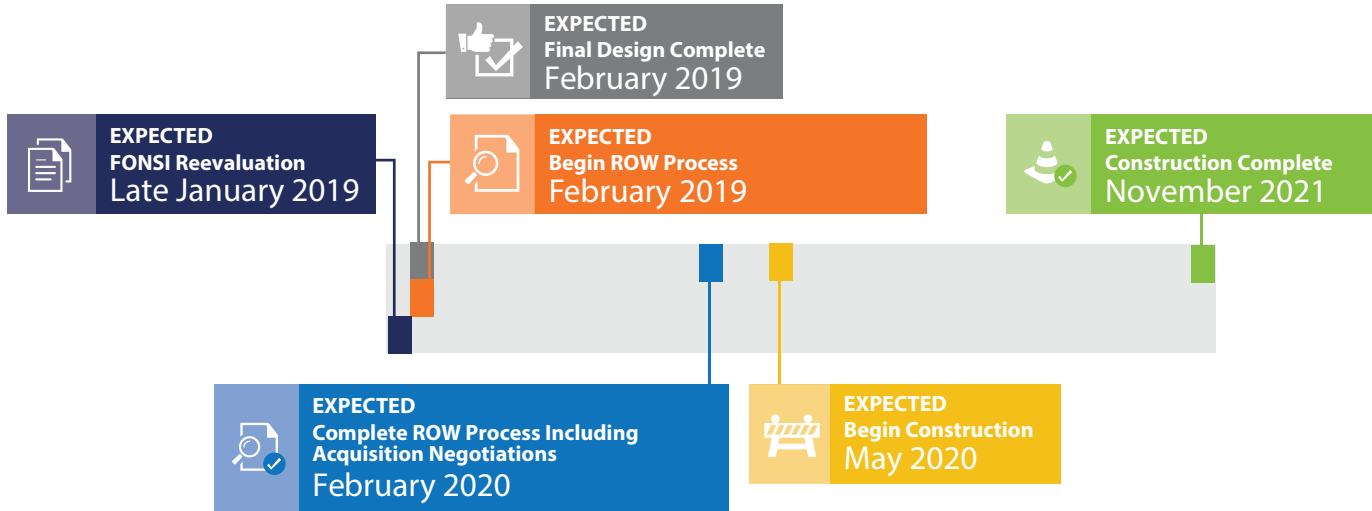 EXPECTED
Final Design Complete
February 2019
EXPECTED
FONSI Reevaluation
Late January 2019
EXPECTED
Begin ROW Process
February 2019
EXPECTED
Construction Complete
November 2021
EXPECTED
Complete ROW Process Including
Acquisition Negotiations
February 2020
EXPECTED
Begin Construction
May 2020